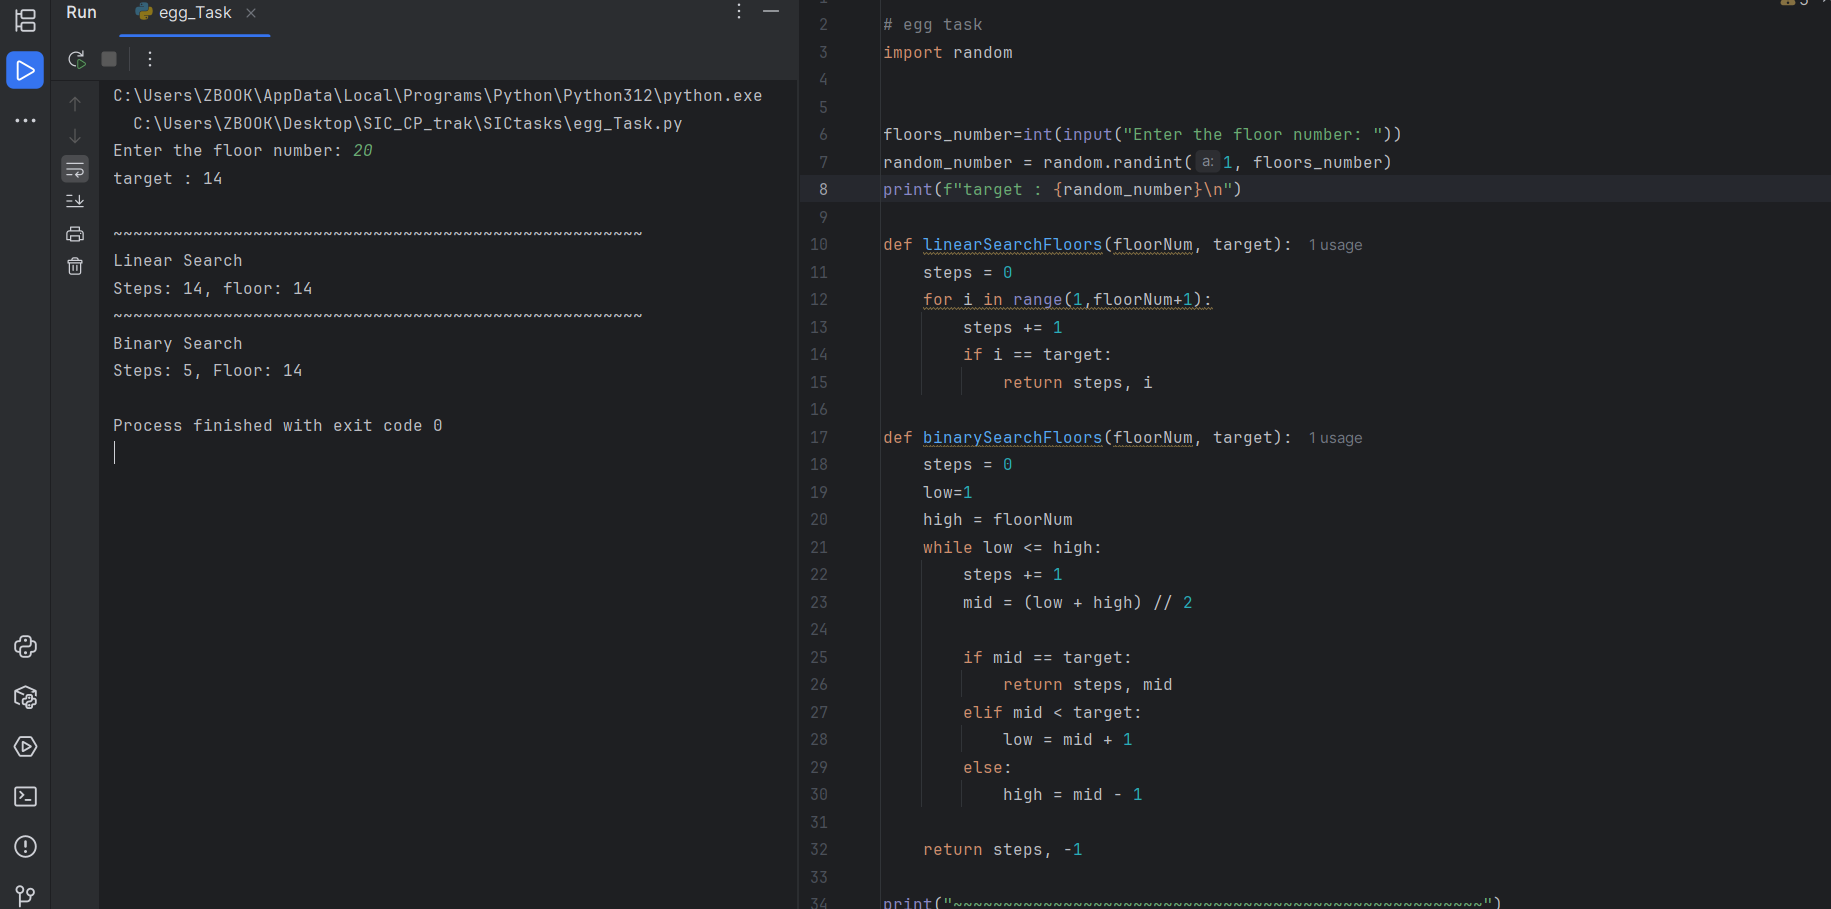 Run
egg_Task
C:\Users\ZBOOK\AppData\Local\Programs\Python\Python312\python.exe
C:\Users\ZBOOK\Desktop\SIC_CP_trak\SICtasks\egg_Task.py
Enter the floor number: 20
target : 14
~~~~~~~~~~~~~~~~~~~~~~~~~~~~~~~~~~~~~~~~~~~~~~~~~~~~~
Linear Search
Steps: 14, floor: 14
~~~~~~~~~~~~~~~~~~~~~~~~~~~~~~~~~~~~~~~~~~~~~~~~~~~~~
Binary Search
Steps: 5, Floor: 14
Process finished with exit code 0
2 # egg task
3 import random
4
5
6 floors_number=int(input("Enter the floor number: "))
7 random_number = random.randint( a: 1, floors_number)
8 print(f"target : {random_number}\n")
9
10 def linearSearchFloors(floorNum, target): 1 usage
11     steps = 0
12     for i in range(1,floorNum+1):
13         steps += 1
14         if i == target:
15             return steps, i
16
17 def binarySearchFloors(floorNum, target): 1 usage
18     steps = 0
19     low=1
20     high = floorNum
21     while low <= high:
22         steps += 1
23         mid = (low + high) // 2
24
25         if mid == target:
26             return steps, mid
27         elif mid < target:
28             low = mid + 1
29         else:
30             high = mid - 1
31
32     return steps, -1
33
34 print("~~~~~~~~~~~~~~~~~~~~~~~~~~~~~~~~~~~~~~~~~~~~~~~~~~~~~")